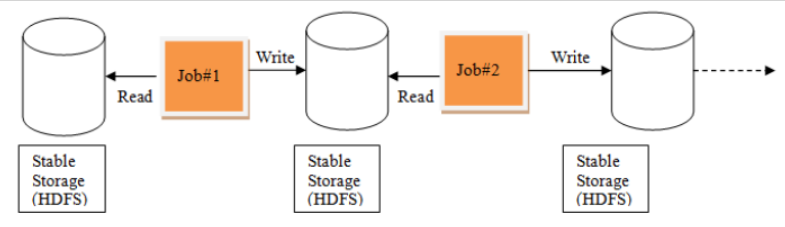 Job#1
Write
Read
Job#2
Write
Read
Stable
Storage
(HDFS)
Stable
Storage
(HDFS)
Stable
Storage
(HDFS)